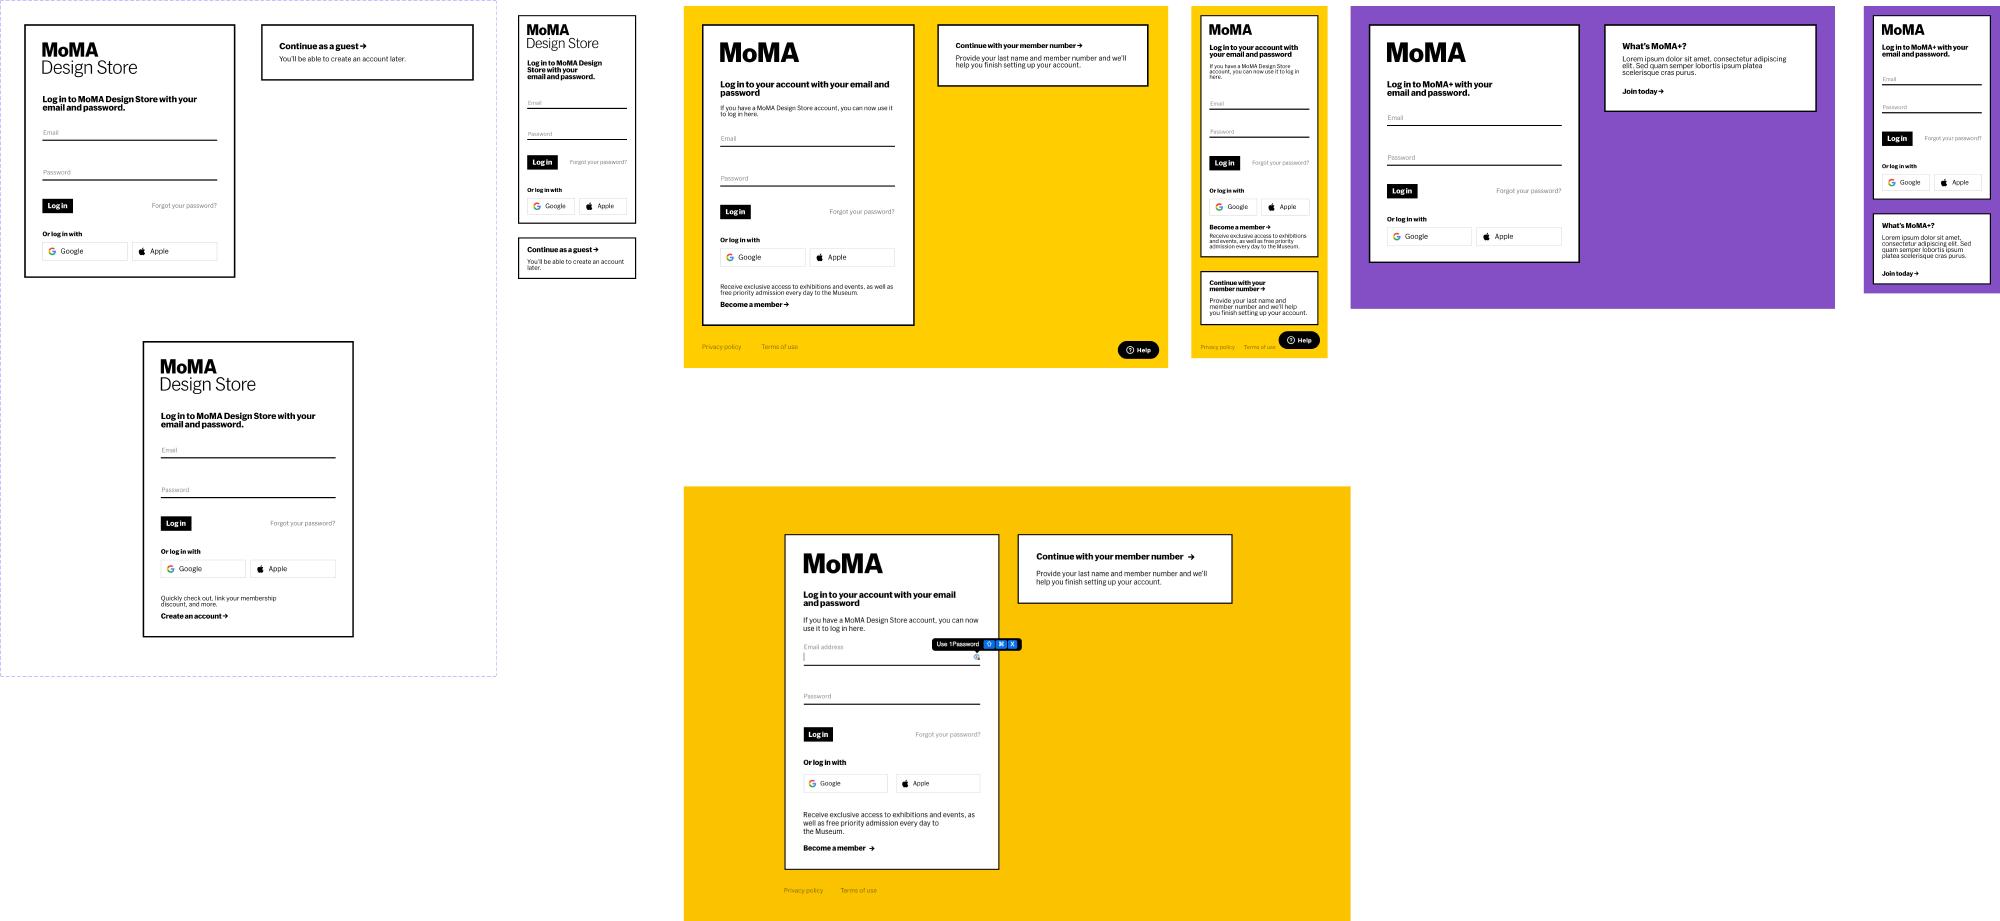 MoMA
Design Store
Log in to MoMA Design Store with your
email and password.
Email
Password
Log in
Forgot your password?
Or log in with
Google
Apple
Continue as a guest →
You'll be able to create an account later.
MoMA
Design Store
Log in to MoMA Design Store with your
email and password.
Email
Password
Log in
Forgot your password?
Or log in with
Google
Apple
Quickly check out, link your membership
discount, and more.
Create an account →
MoMA
Design Store
Log in to MoMA Design
Store with your
email and password.
Email
Password
Log in
Forgot your password?
Or log in with
Google
Apple
Continue as a guest →
You'll be able to create an account
later.
MoMA
Log in to your account with your email and
password
If you have a MoMA Design Store account, you can now use it
to log in here.
Email
Password
Log in
Forgot your password?
Or log in with
Google
Apple
Receive exclusive access to exhibitions and events, as well as
free priority admission every day to the Museum.
Become a member →
Continue with your member number →
Provide your last name and member number and we'll
help you finish setting up your account.
Privacy policy
Terms of use
Help
MoMA
Log in to your account with
your email and password
If you have a MoMA Design Store
account, you can now use it to log in
here.
Email
Password
Log in
Forgot your password?
Or log in with
Google
Apple
Become a member →
Receive exclusive access to exhibitions
and events, as well as free priority
admission every day to the Museum.
Continue with your
member number →
Provide your last name and
member number and we'll help
you finish setting up your account.
Privacy policy
Terms of use
Help
MoMA
Log in to MoMA+ with your
email and password.
Email
Password
Log in
Forgot your password?
Or log in with
Google
Apple
What's MoMA+?
Lorem ipsum dolor sit amet, consectetur adipiscing
elit. Sed quam semper lobortis ipsum platea
scelerisque cras purus.
Join today →
MoMA
Log in to MoMA+ with your
email and password.
Email
Password
Log in
Forgot your password?
Or log in with
Google
Apple
What's MoMA+?
Lorem ipsum dolor sit amet,
consectetur adipiscing elit. Sed
quam semper lobortis ipsum
platea scelerisque cras purus.
Join today →
MoMA
Log in to your account with your email
and password
If you have a MoMA Design Store account, you can now
use it to log in here.
Email address
Use 1Password ⇧ ⌘ X
Password
Log in
Forgot your password?
Or log in with
Google
Apple
Receive exclusive access to exhibitions and events, as
well as free priority admission every day to
the Museum.
Become a member →
Continue with your member number →
Provide your last name and member number and we'll
help you finish setting up your account.
Privacy policy
Terms of use